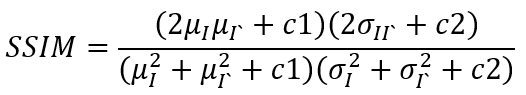 SSIM = (2μ_I μ_I` + c1)(2σ_II` + c2) / (μ_I^2 + μ_I`^2 + c1)(σ_I^2 + σ_I`^2 + c2)